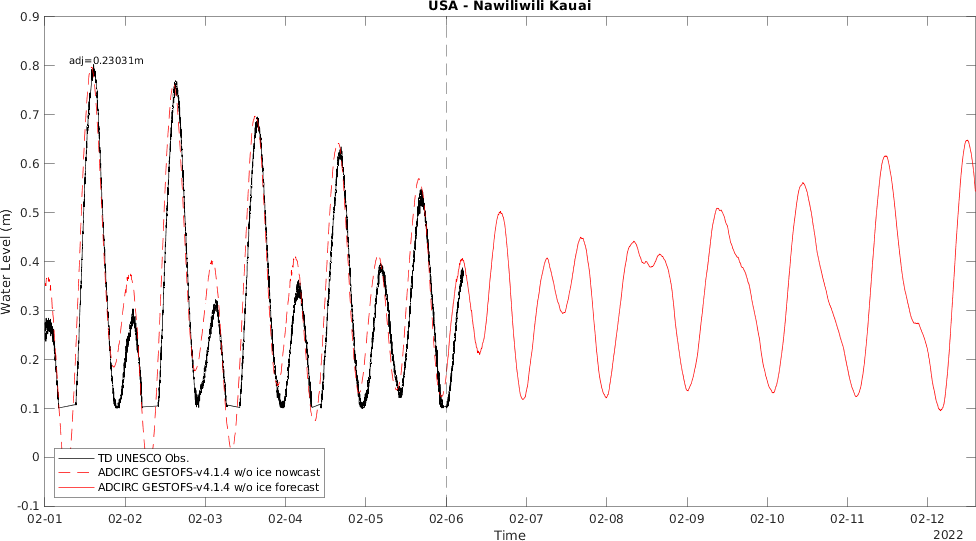 USA - Nawiliwili Kauai
adj=0.23031m
Water Level (m)
0.9
0.8
0.7
0.6
0.5
0.4
0.3
0.2
0.1
0
-0.1
TD UNESCO Obs.
ADCIRC GESTOFS-v4.1.4 w/o ice nowcast
ADCIRC GESTOFS-v4.1.4 w/o ice forecast
02-01 02-02 02-03 02-04 02-05 02-06 02-07 02-08 02-09 02-10 02-11 02-12
Time
2022